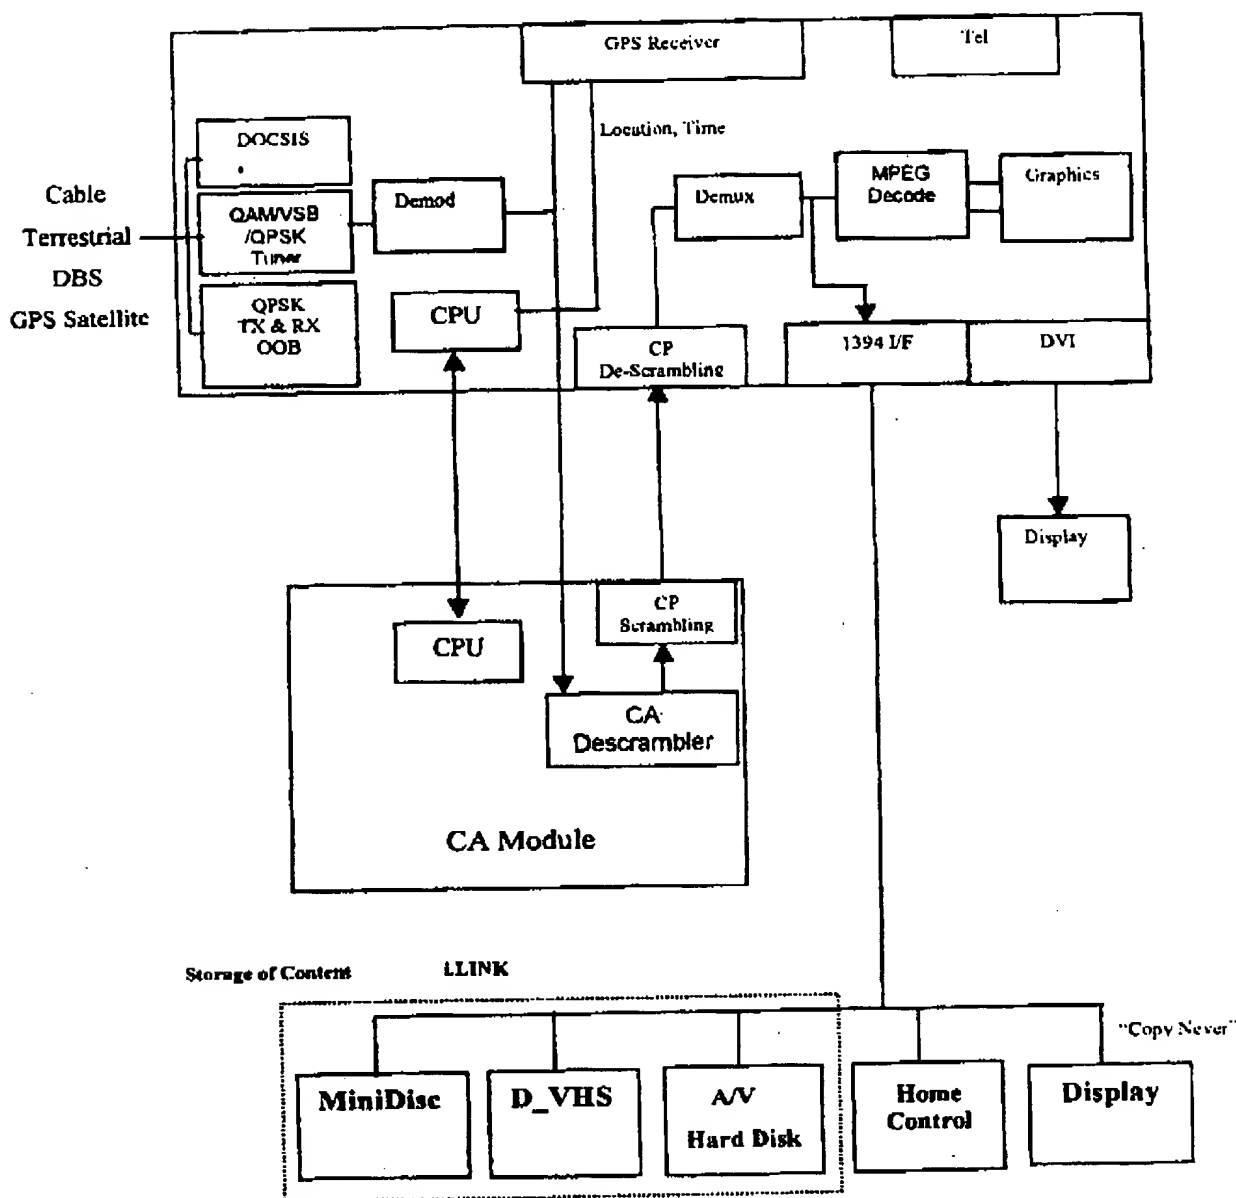 GPS Receiver
Tel
Location, Time
DOCSIS
Cable
Terrestrial
DBS
GPS Satellite
QAM/VSB
/QPSK
Tuner
Demod
Demux
MPEG
Decode
Graphics
QPSK
TX & RX
OOB
CPU
CP
De-Scrambling
1394 I/F
DVI
Display
CPU
CP
Scrambling
CA
Descrambler
CA Module
Storage of Content
i.LINK
"Copy Never"
MiniDisc
D_VHS
A/V
Hard Disk
Home
Control
Display